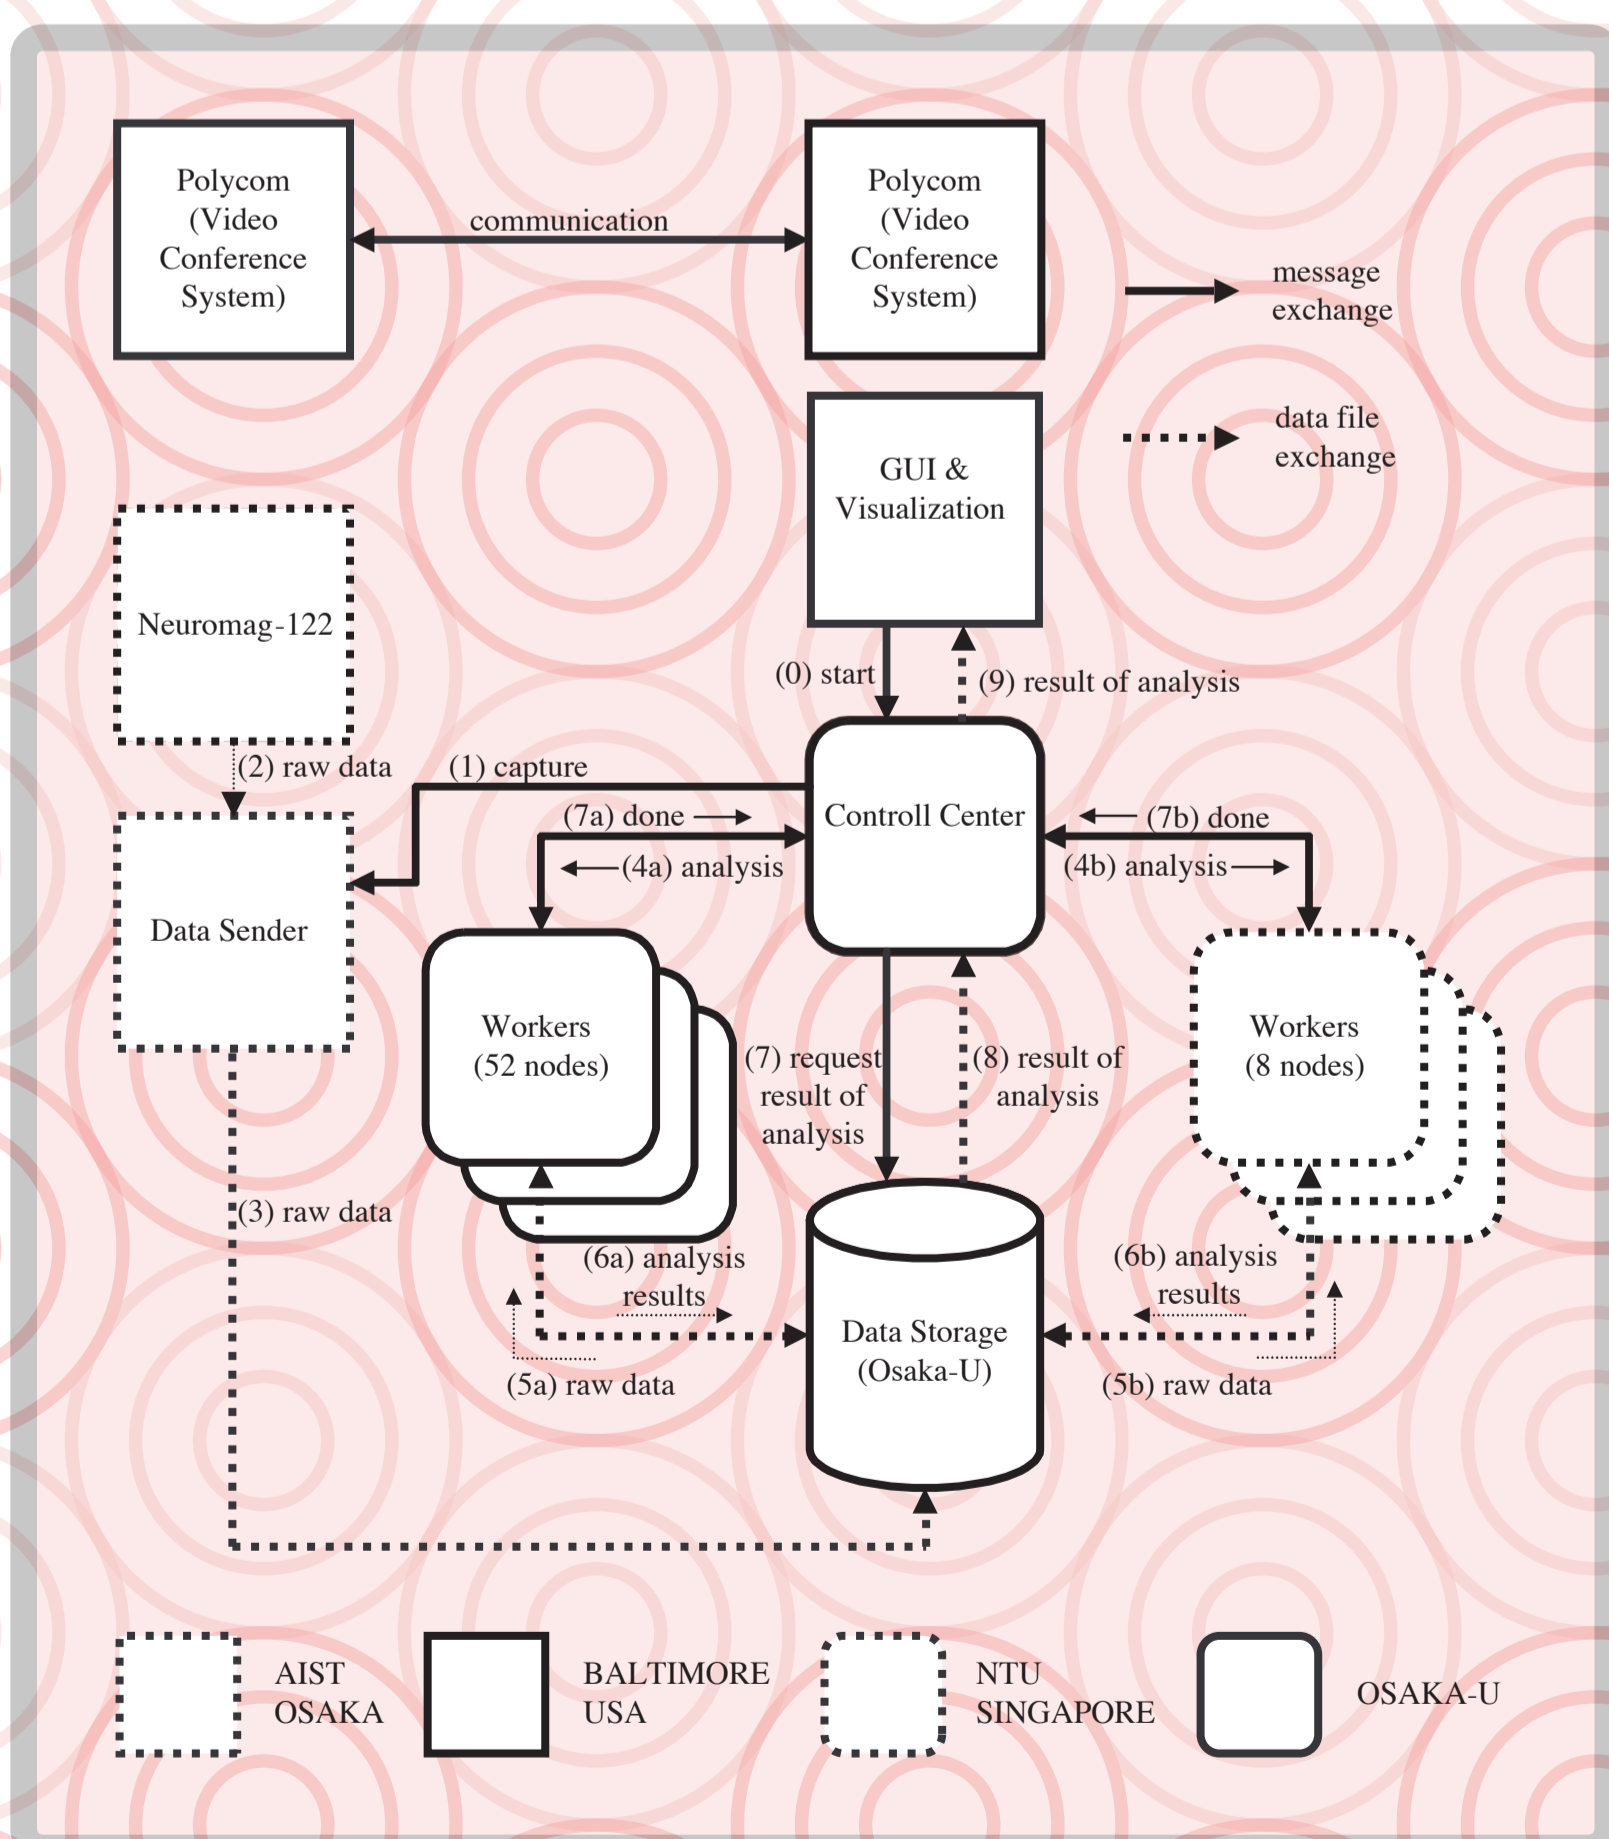 Polycom
(Video
Conference
System)
communication
Polycom
(Video
Conference
System)
message
exchange
data file
exchange
GUI &
Visualization
Neuromag-122
(0) start
(9) result of analysis
(2) raw data
(1) capture
(7a) done
(4a) analysis
Controll Center
(7b) done
(4b) analysis
Data Sender
Workers
(52 nodes)
(7) request
result of
analysis
(8) result of
analysis
Workers
(8 nodes)
(3) raw data
(6a) analysis
results
(5a) raw data
Data Storage
(Osaka-U)
(6b) analysis
results
(5b) raw data
AIST
OSAKA
BALTIMORE
USA
NTU
SINGAPORE
OSAKA-U